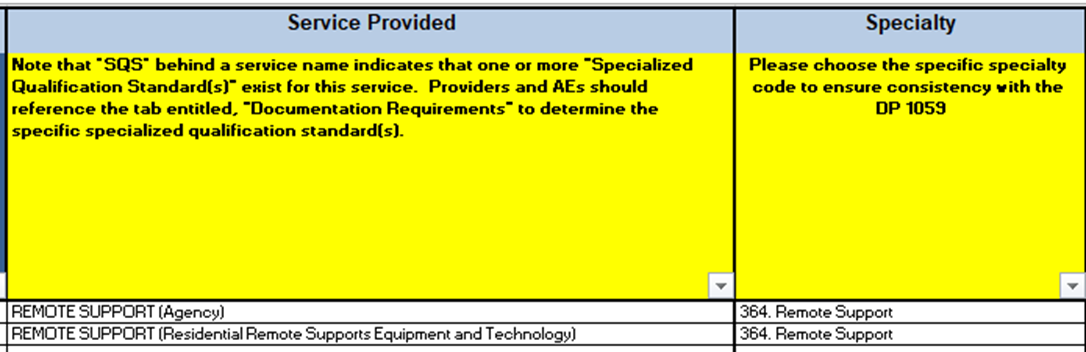 Service Provided
Specialty
Note that "SQS" behind a service name indicates that one or more "Specialized
Qualification Standard(s)" exist for this service.  Providers and AEs should
reference the tab entitled, "Documentation Requirements" to determine the
specific specialized qualification standard(s).
Please choose the specific specialty
code to ensure consistency with the
DP 1059
REMOTE SUPPORT (Agency)
364. Remote Support
REMOTE SUPPORT (Residential Remote Supports Equipment and Technology)
364. Remote Support